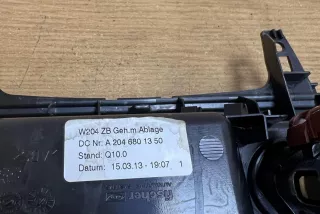 W204 ZB Geh.m.Ablage
DC Nr: A 204 680 13 50
Stand: Q10.0
Datum: 15.03.13 - 19:07 1
fischer